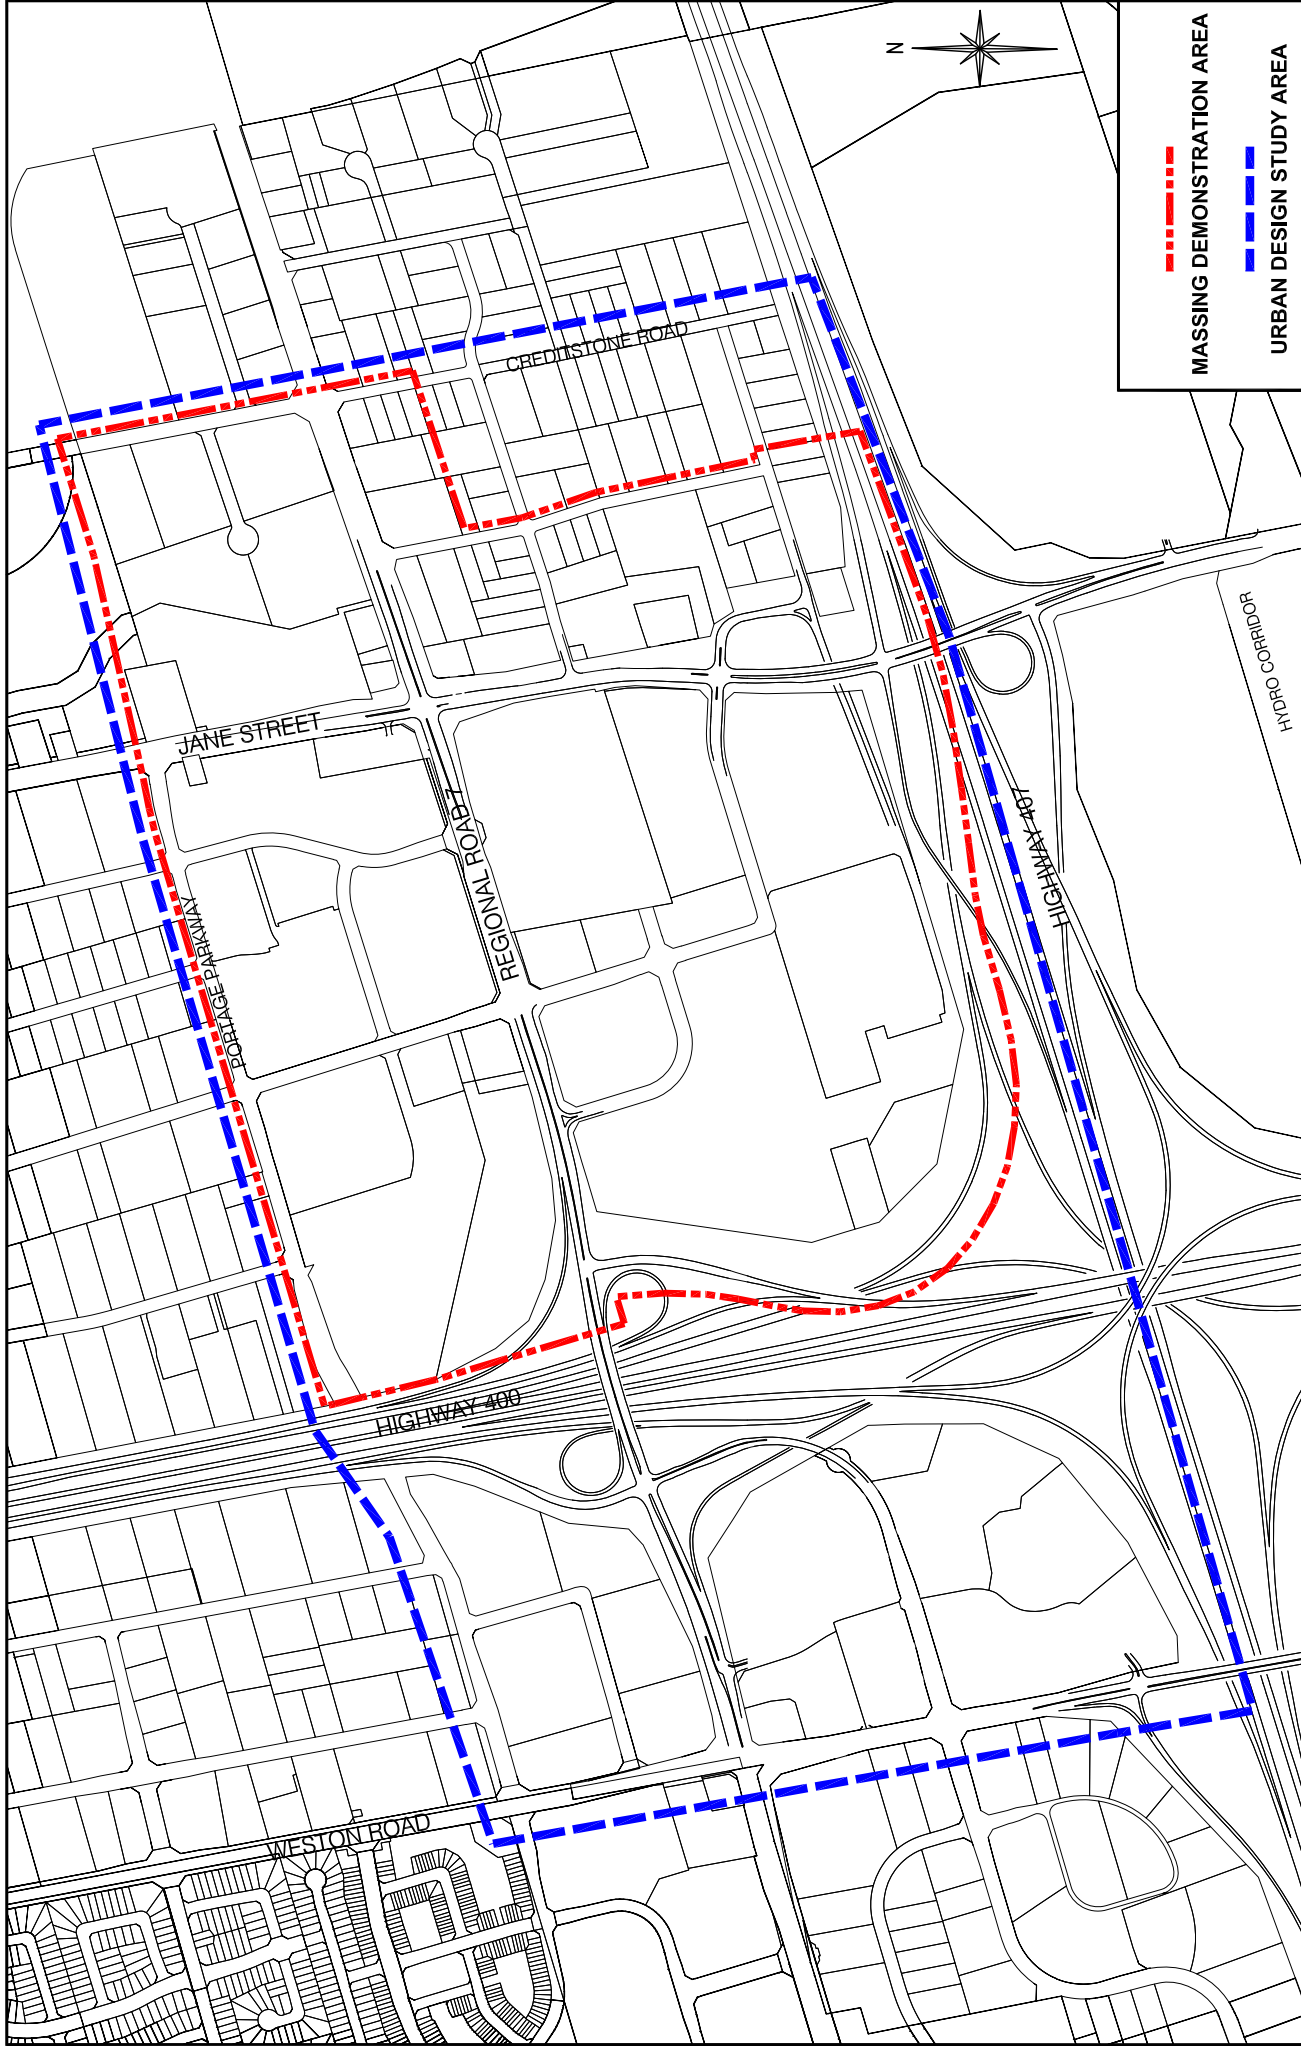 N
MASSING DEMONSTRATION AREA
URBAN DESIGN STUDY AREA
CREDITSTONE ROAD
JANE STREET
HYDRO CORRIDOR
REGIONAL ROAD 7
HIGHWAY 407
PORTAGE PARKWAY
HIGHWAY 400
WESTON ROAD